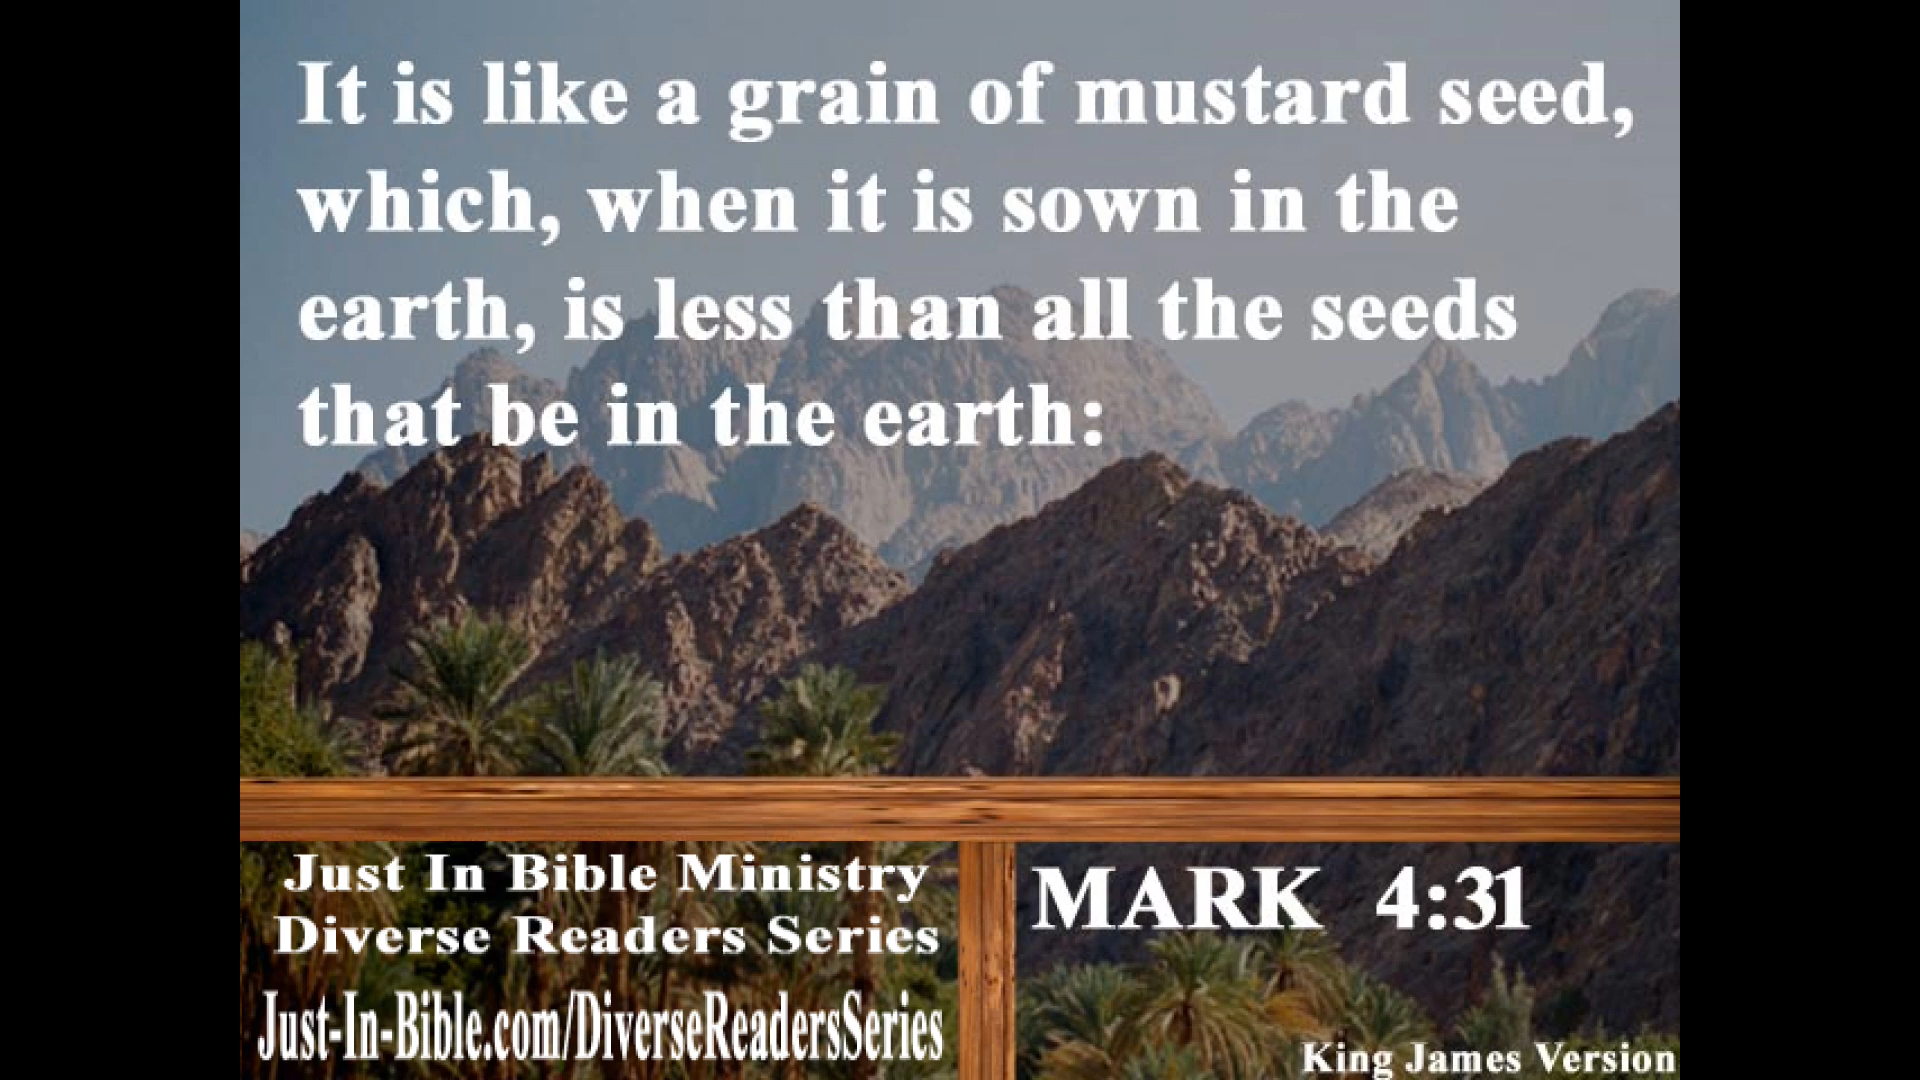 It is like a grain of mustard seed,
which, when it is sown in the
earth, is less than all the seeds
that be in the earth:
Just In Bible Ministry
Diverse Readers Series
Just-In-Bible.com/DiverseReadersSeries
MARK 4:31
King James Version